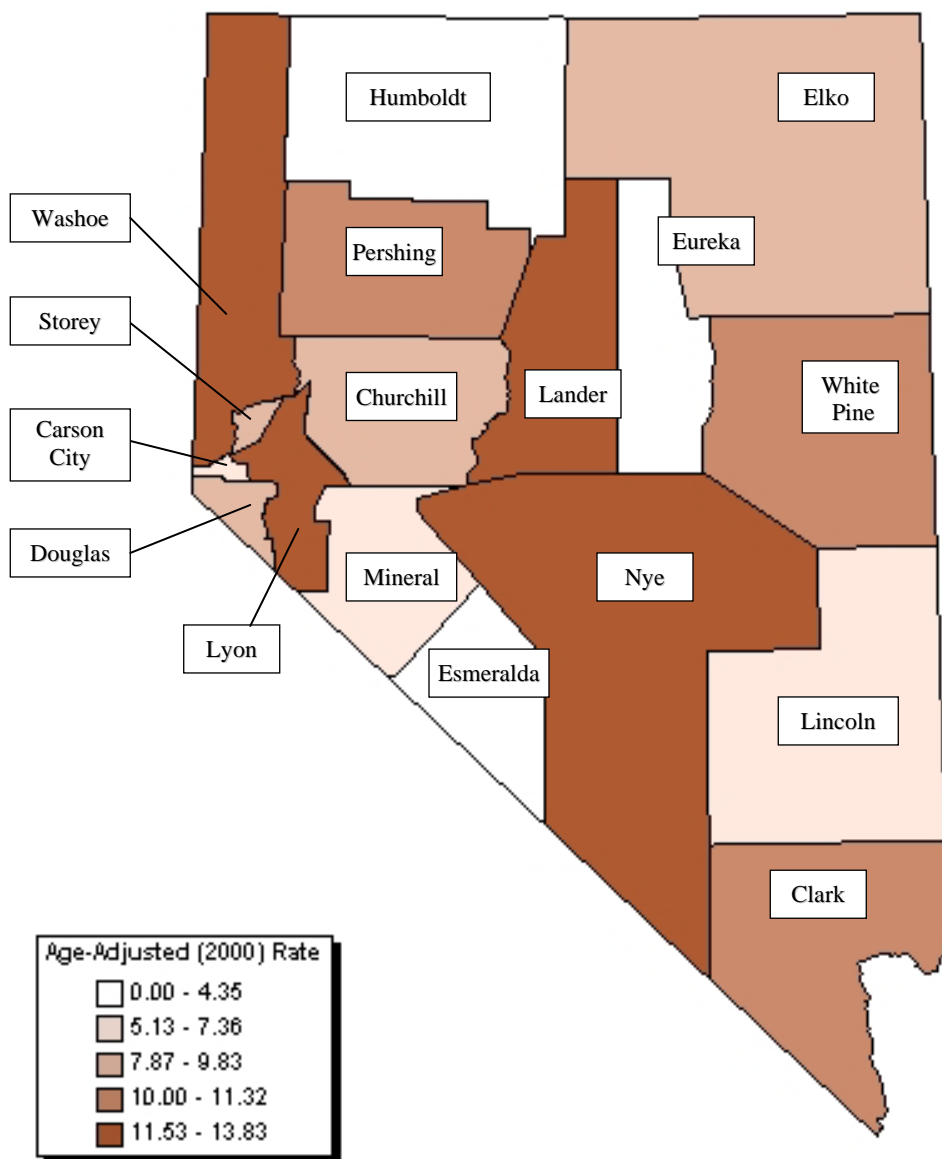 Humboldt
Elko
Washoe
Eureka
Pershing
Storey
Churchill
Lander
White
Pine
Carson
City
Douglas
Mineral
Nye
Lyon
Esmeralda
Lincoln
Clark
Age-Adjusted (2000) Rate
0.00 - 4.35
5.13 - 7.36
7.87 - 9.83
10.00 - 11.32
11.53 - 13.83